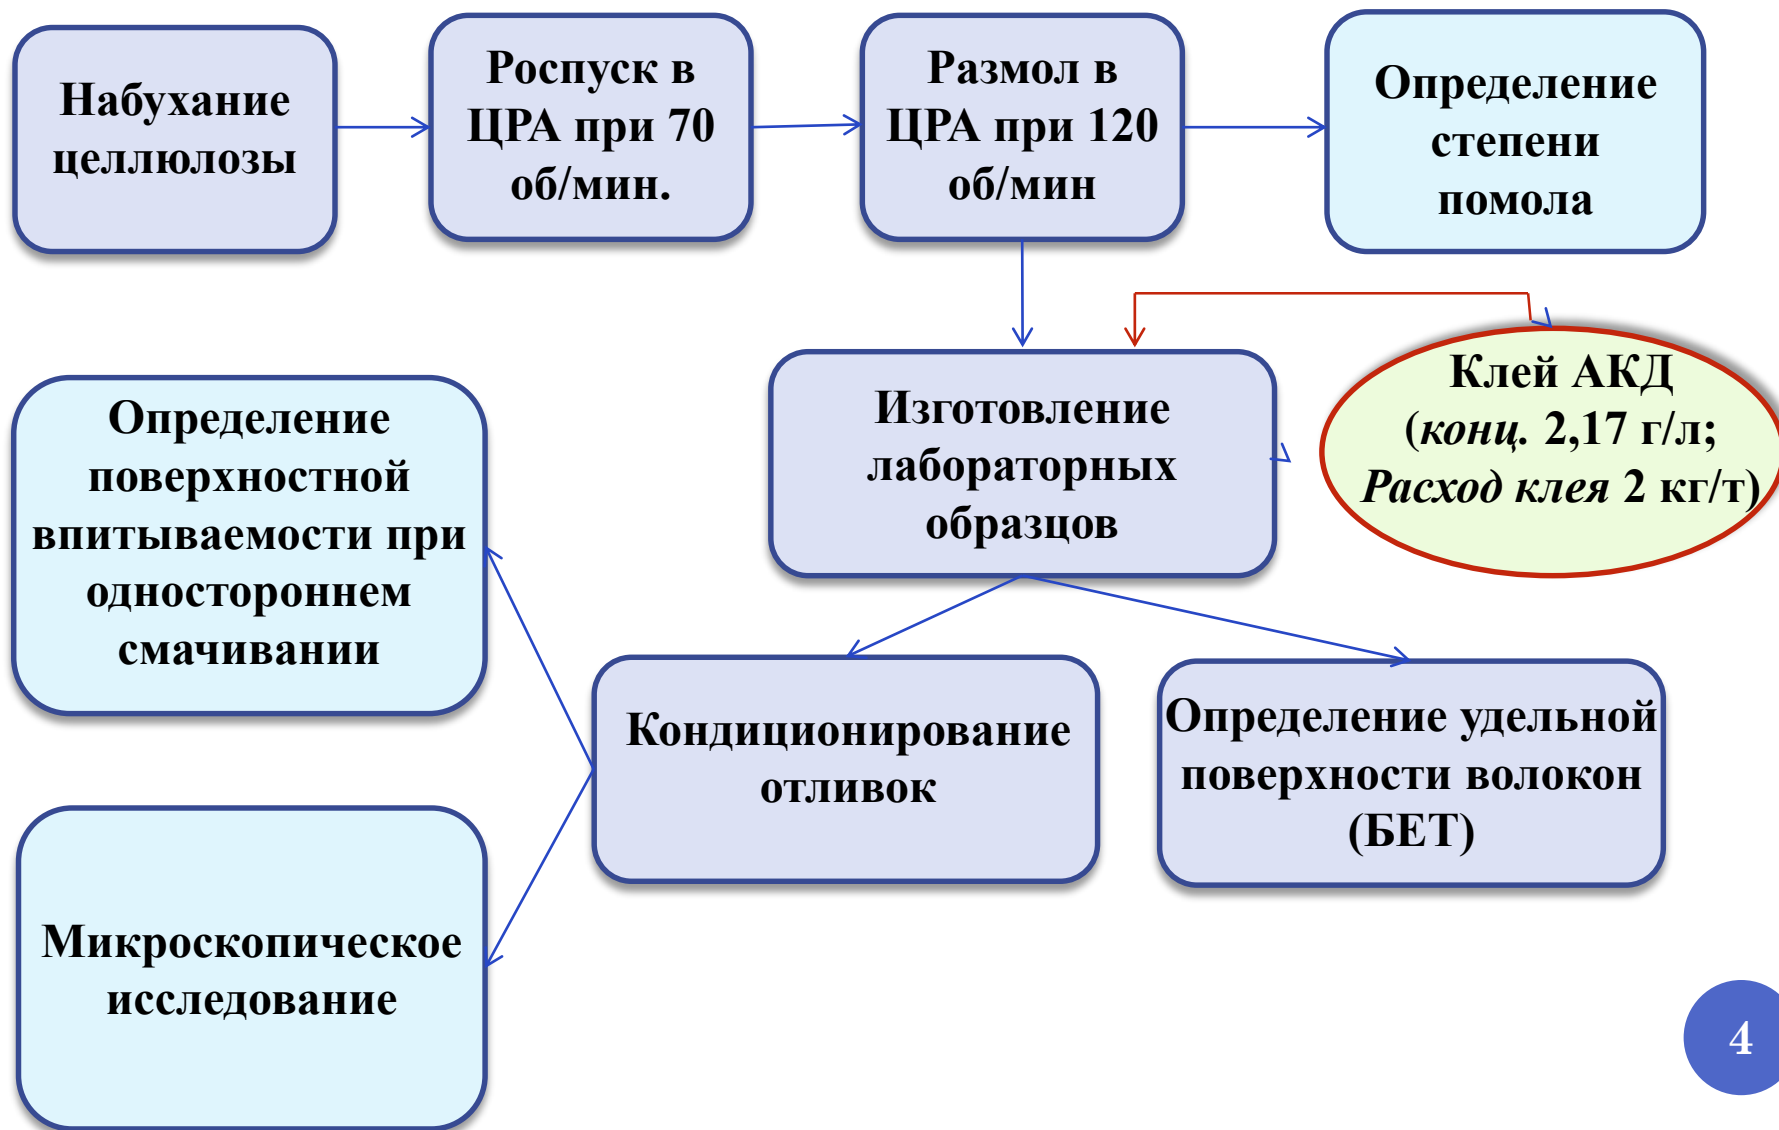 Набухание
целлюлозы
Роспуск в
ЦРА при 70
об/мин.
Размол в
ЦРА при 120
об/мин
Определение
степени
помола
Клей АКД
(конц. 2,17 г/л;
Расход клея 2 кг/т)
Изготовление
лабораторных
образцов
Определение
поверхностной
впитываемости при
одностороннем
смачивании
Кондиционирование
отливок
Определение удельной
поверхности волокон
(БЕТ)
Микроскопическое
исследование
4